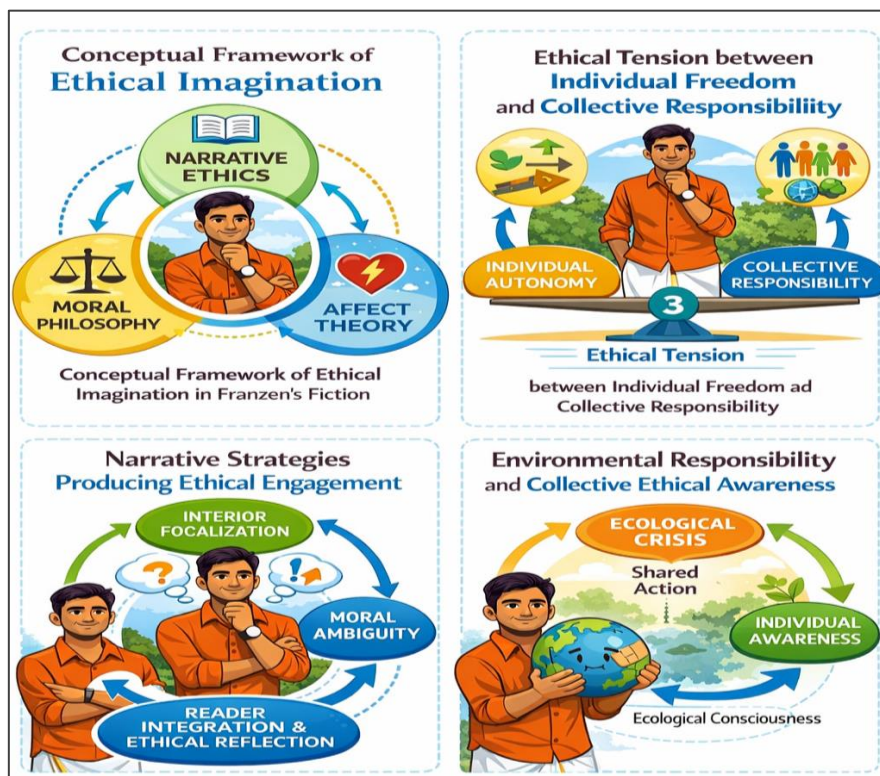 Conceptual Framework of
Ethical Imagination
NARRATIVE
ETHICS
MORAL
PHILOSOPHY
AFFECT
THEORY
Conceptual Framework of Ethical
Imagination in Franzen's Fiction
Ethical Tension between
Individual Freedom
and Collective Responsibiliity
INDIVIDUAL
AUTONOMY
COLLECTIVE
RESPONSIBILITY
3
Ethical Tension
between Individual Freedom ad
Collective Responsibility
Narrative Strategies
Producing Ethical Engagement
INTERIOR
FOCALIZATION
?
!
MORAL
AMBIGUITY
READER
INTEGRATION &
ETHICAL REFLECTION
Environmental Responsibility
and Collective Ethical Awareness
ECOLOGICAL
CRISIS
Shared
Action
INDIVIDUAL
AWARENESS
Ecological Consciousness